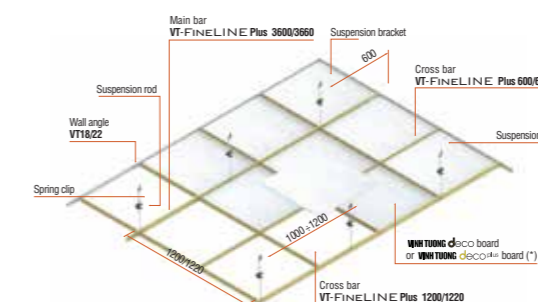 Main bar
VT-FINELINE Plus 3600/3660
Suspension bracket
600
Cross bar
VT-FINELINE Plus 600/6
Suspension rod
Wall angle
VT18/22
Suspension
Spring clip
1000÷1200
1200/1220
VĨNH TƯỜNG deco board
or VĨNH TƯỜNG decoplus board (*)
Cross bar
VT-FINELINE Plus 1200/1220